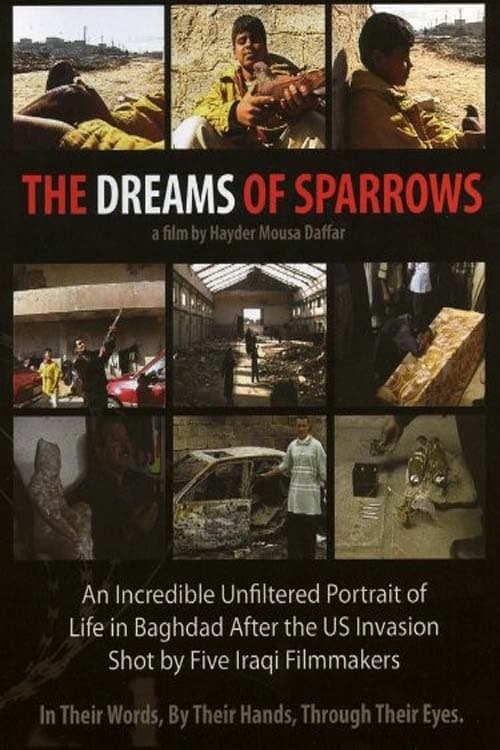 THE DREAMS OF SPARROWS
a film by Hayder Mousa Daffar
An Incredible Unfiltered Portrait of
Life in Baghdad After the US Invasion
Shot by Five Iraqi Filmmakers
In Their Words, By Their Hands, Through Their Eyes.